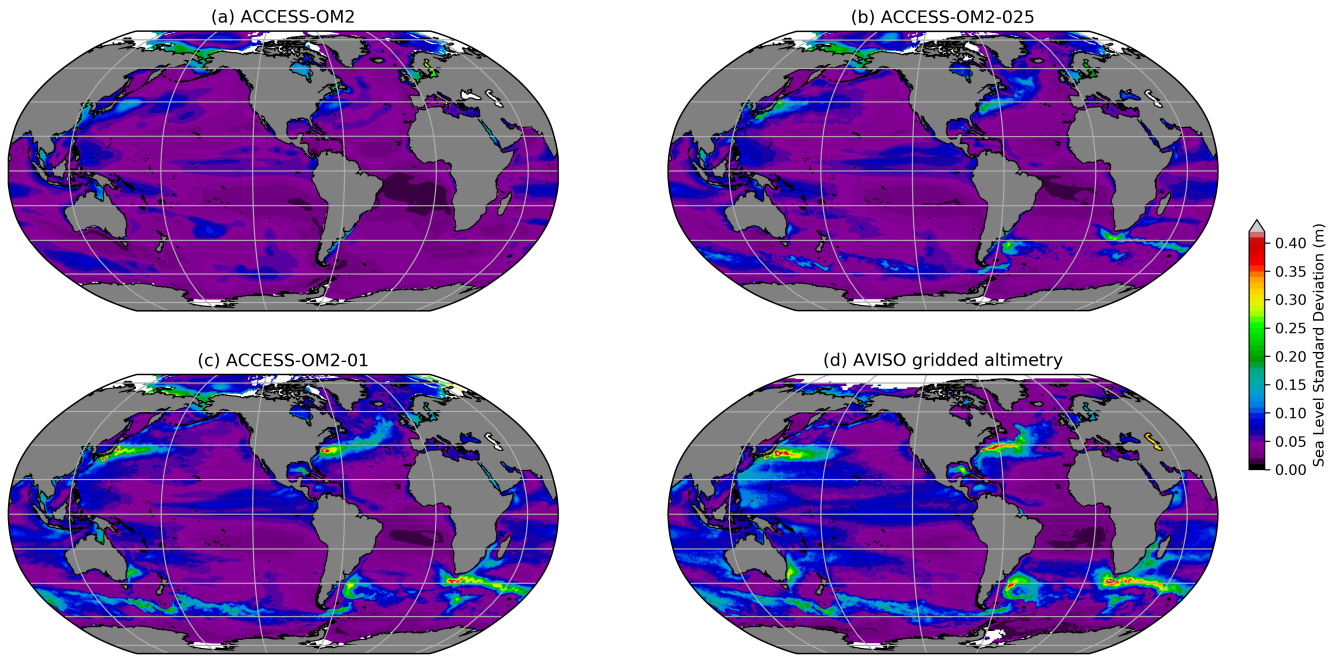 (a) ACCESS-OM2
(b) ACCESS-OM2-025
(c) ACCESS-OM2-01
(d) AVISO gridded altimetry
0.40
0.35
0.30
0.25
0.20
0.15
0.10
0.05
0.00
Sea Level Standard Deviation (m)